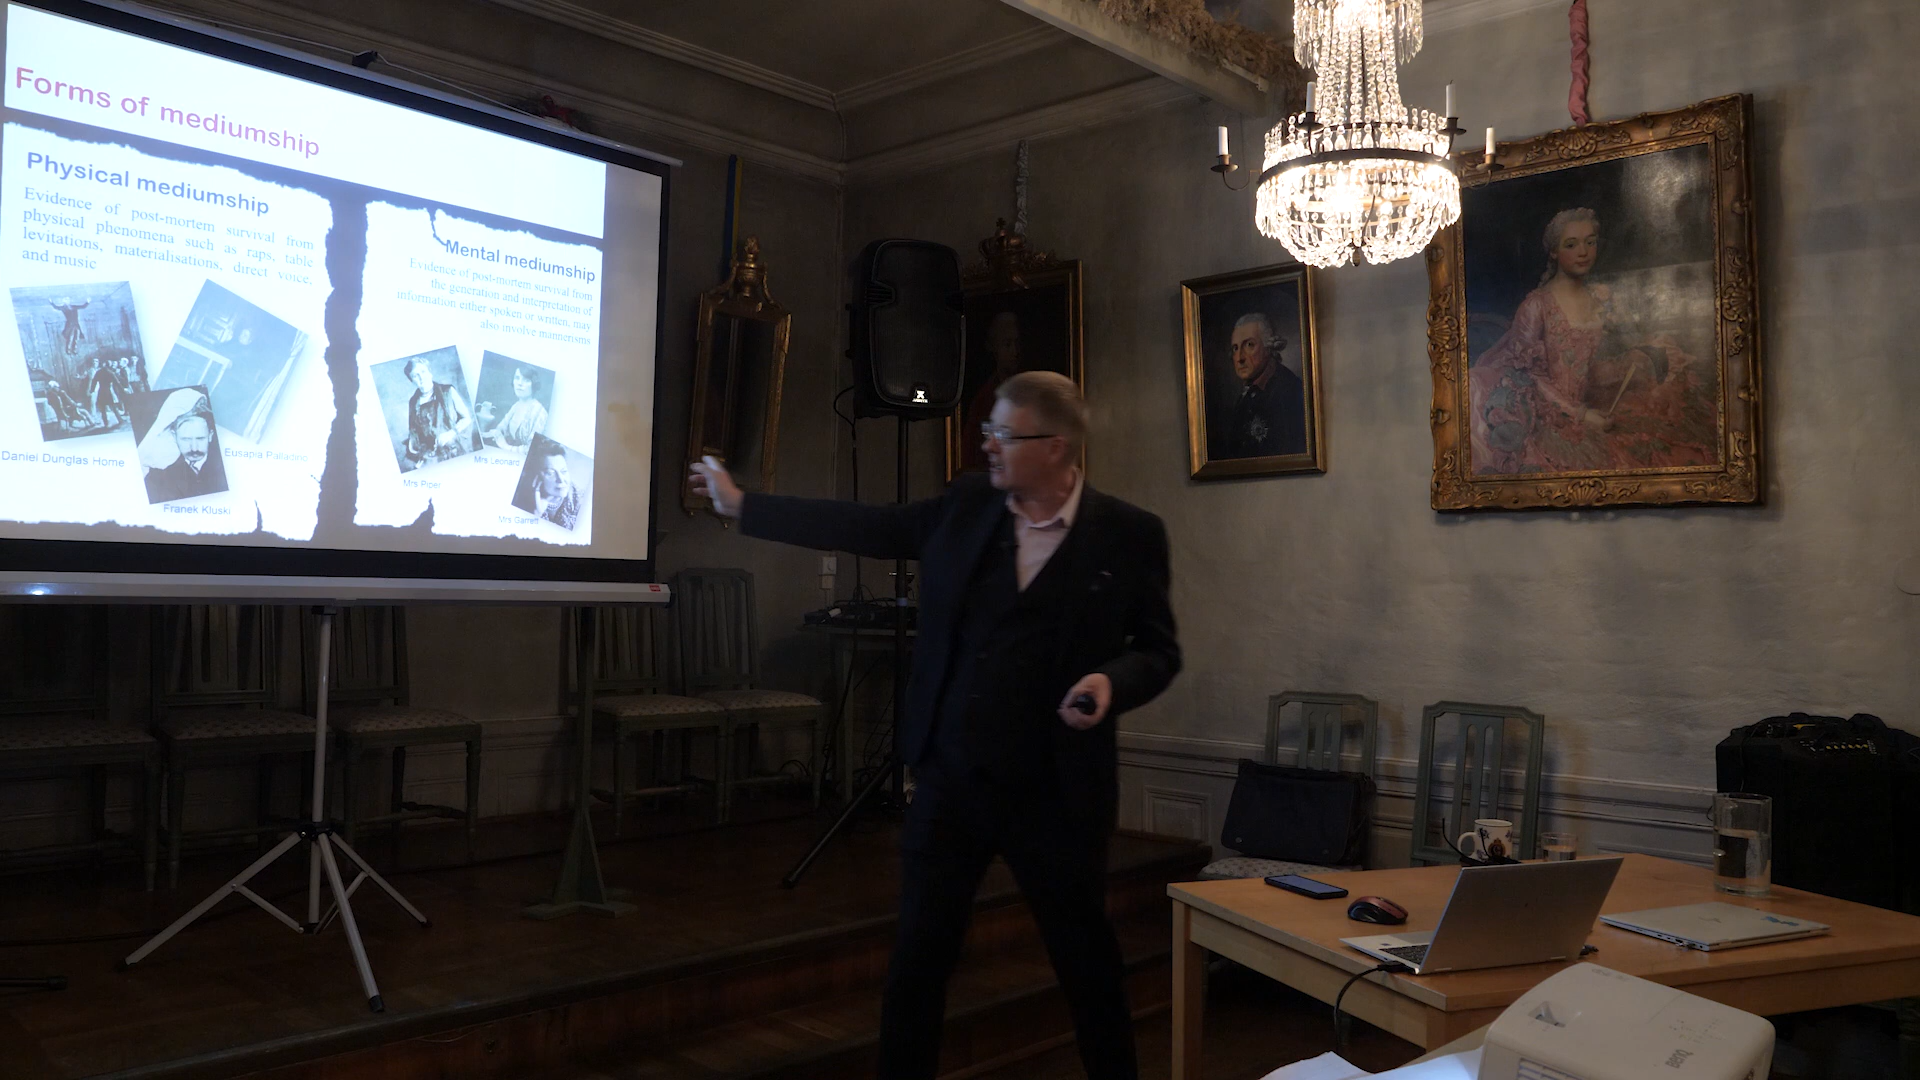 Forms of mediumship
Physical mediumship
Evidence of post-mortem survival from
physical phenomena such as raps, table
levitations, materialisations, direct voice,
and music
Daniel Dunglas Home
Eusapia Palladino
Franek Kluski
Mental mediumship
Evidence of post-mortem survival from
the generation and interpretation of
information either spoken or written, may
also involve mannerisms
Mrs Leonard
Mrs Piper
Mrs Garrett
BenQ